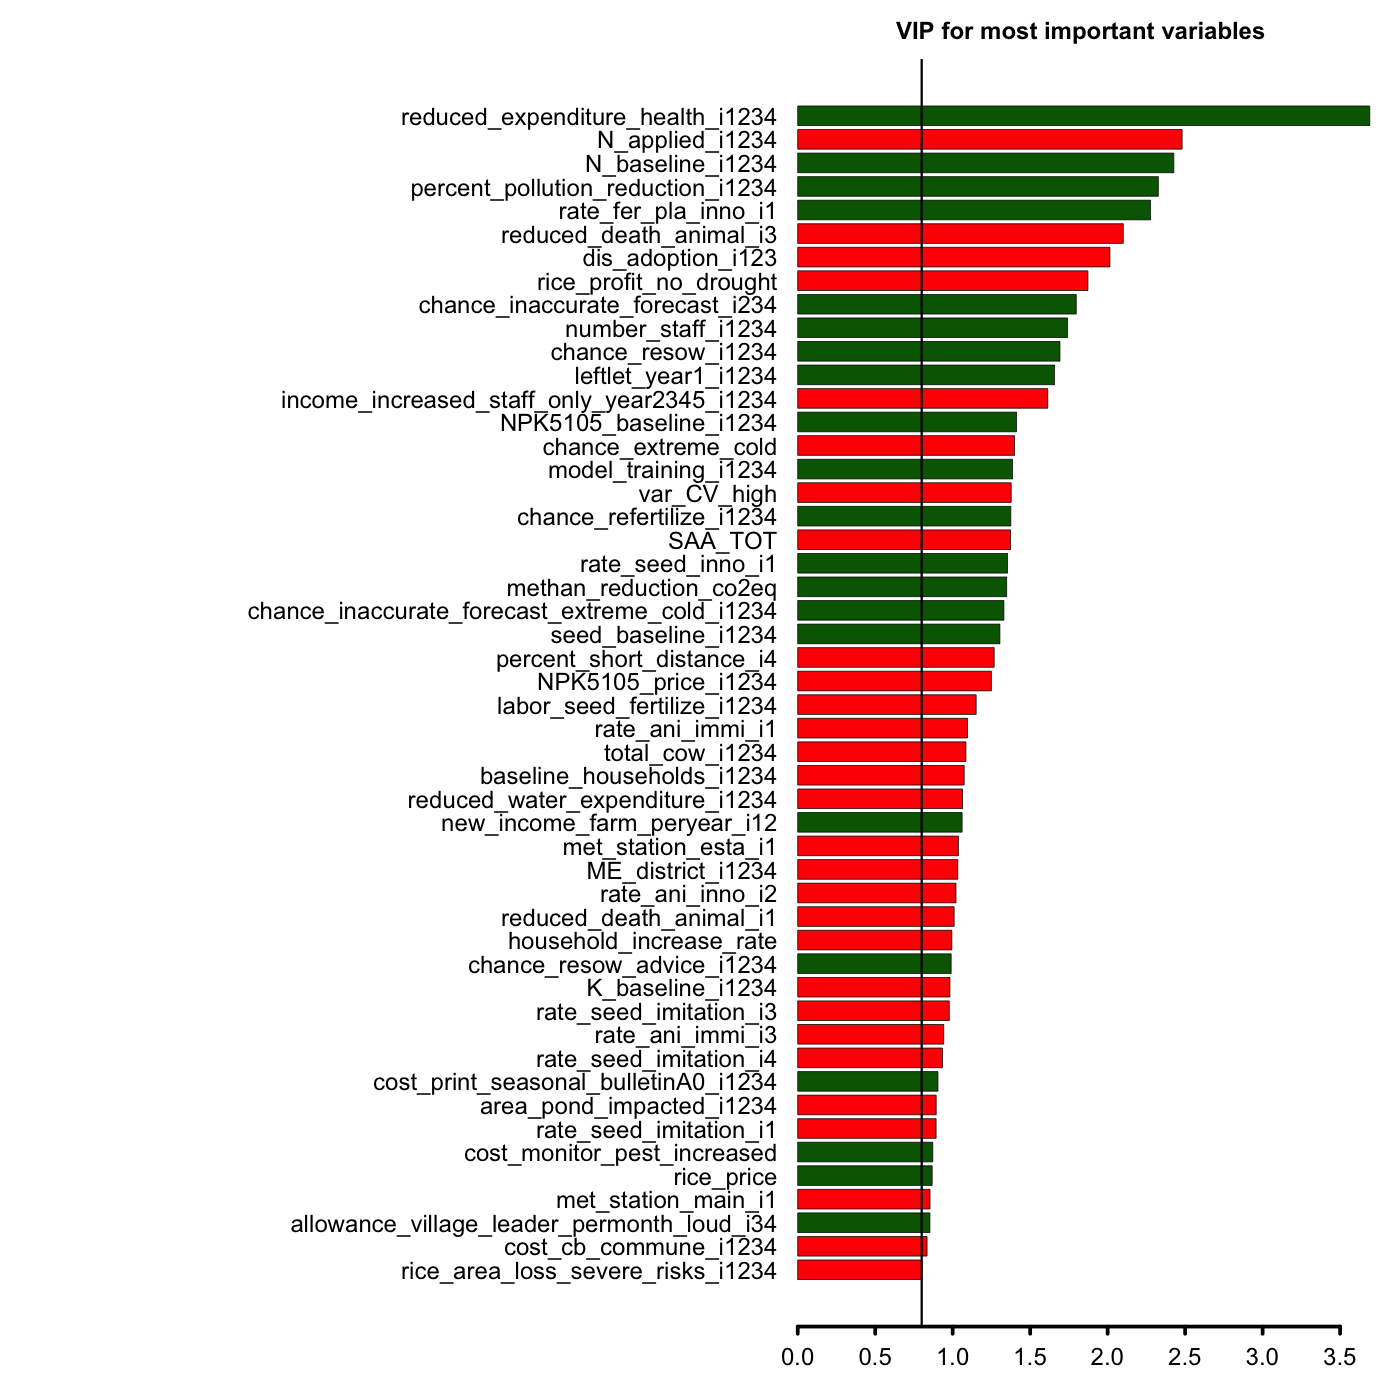 VIP for most important variables
reduced_expenditure_health_i1234
N_applied_i1234
N_baseline_i1234
percent_pollution_reduction_i1234
rate_fer_pla_inno_i1
reduced_death_animal_i3
dis_adoption_i123
rice_profit_no_drought
chance_inaccurate_forecast_i234
number_staff_i1234
chance_resow_i1234
leftlet_year1_i1234
income_increased_staff_only_year2345_i1234
NPK5105_baseline_i1234
chance_extreme_cold
model_training_i1234
var_CV_high
chance_refertilize_i1234
SAA_TOT
rate_seed_inno_i1
methan_reduction_co2eq
chance_inaccurate_forecast_extreme_cold_i1234
seed_baseline_i1234
percent_short_distance_i4
NPK5105_price_i1234
labor_seed_fertilize_i1234
rate_ani_immi_i1
total_cow_i1234
baseline_households_i1234
reduced_water_expenditure_i1234
new_income_farm_peryear_i12
met_station_esta_i1
ME_district_i1234
rate_ani_inno_i2
reduced_death_animal_i1
household_increase_rate
chance_resow_advice_i1234
K_baseline_i1234
rate_seed_imitation_i3
rate_ani_immi_i3
rate_seed_imitation_i4
cost_print_seasonal_bulletinA0_i1234
area_pond_impacted_i1234
rate_seed_imitation_i1
cost_monitor_pest_increased
rice_price
met_station_main_i1
allowance_village_leader_permonth_loud_i34
cost_cb_commune_i1234
rice_area_loss_severe_risks_i1234
0.0 0.5 1.0 1.5 2.0 2.5 3.0 3.5